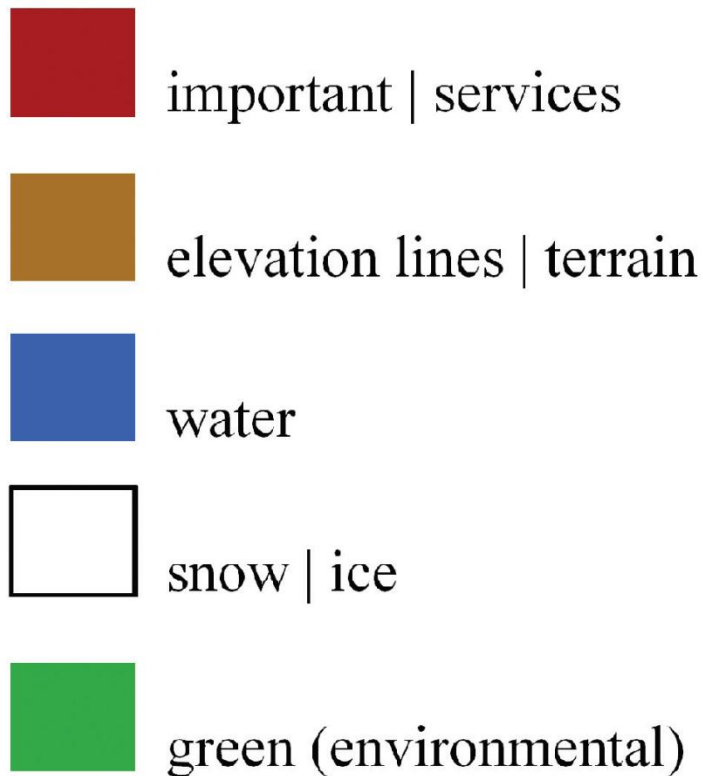 important | services
elevation lines | terrain
water
snow | ice
green (environmental)